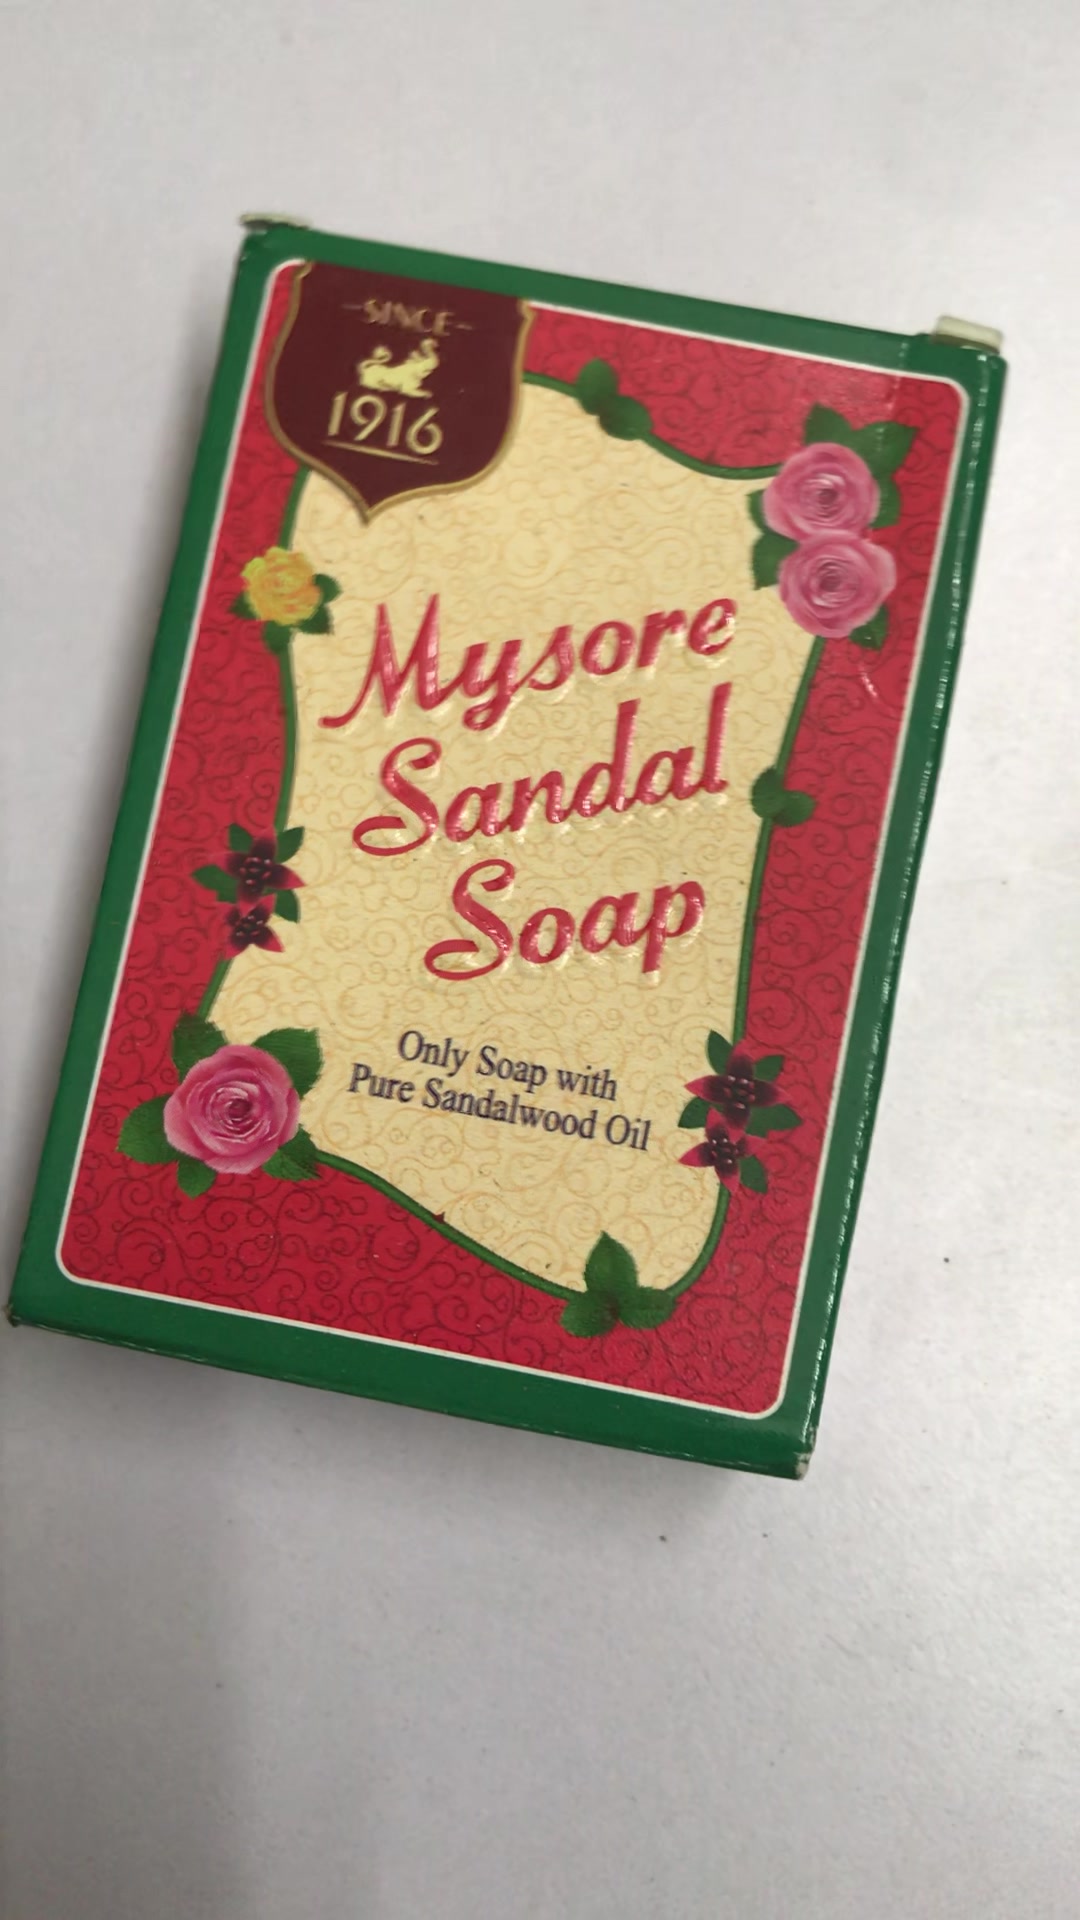 -SINCE-
1916
Mysore
Sandal
Soap
Only Soap with
Pure Sandalwood Oil